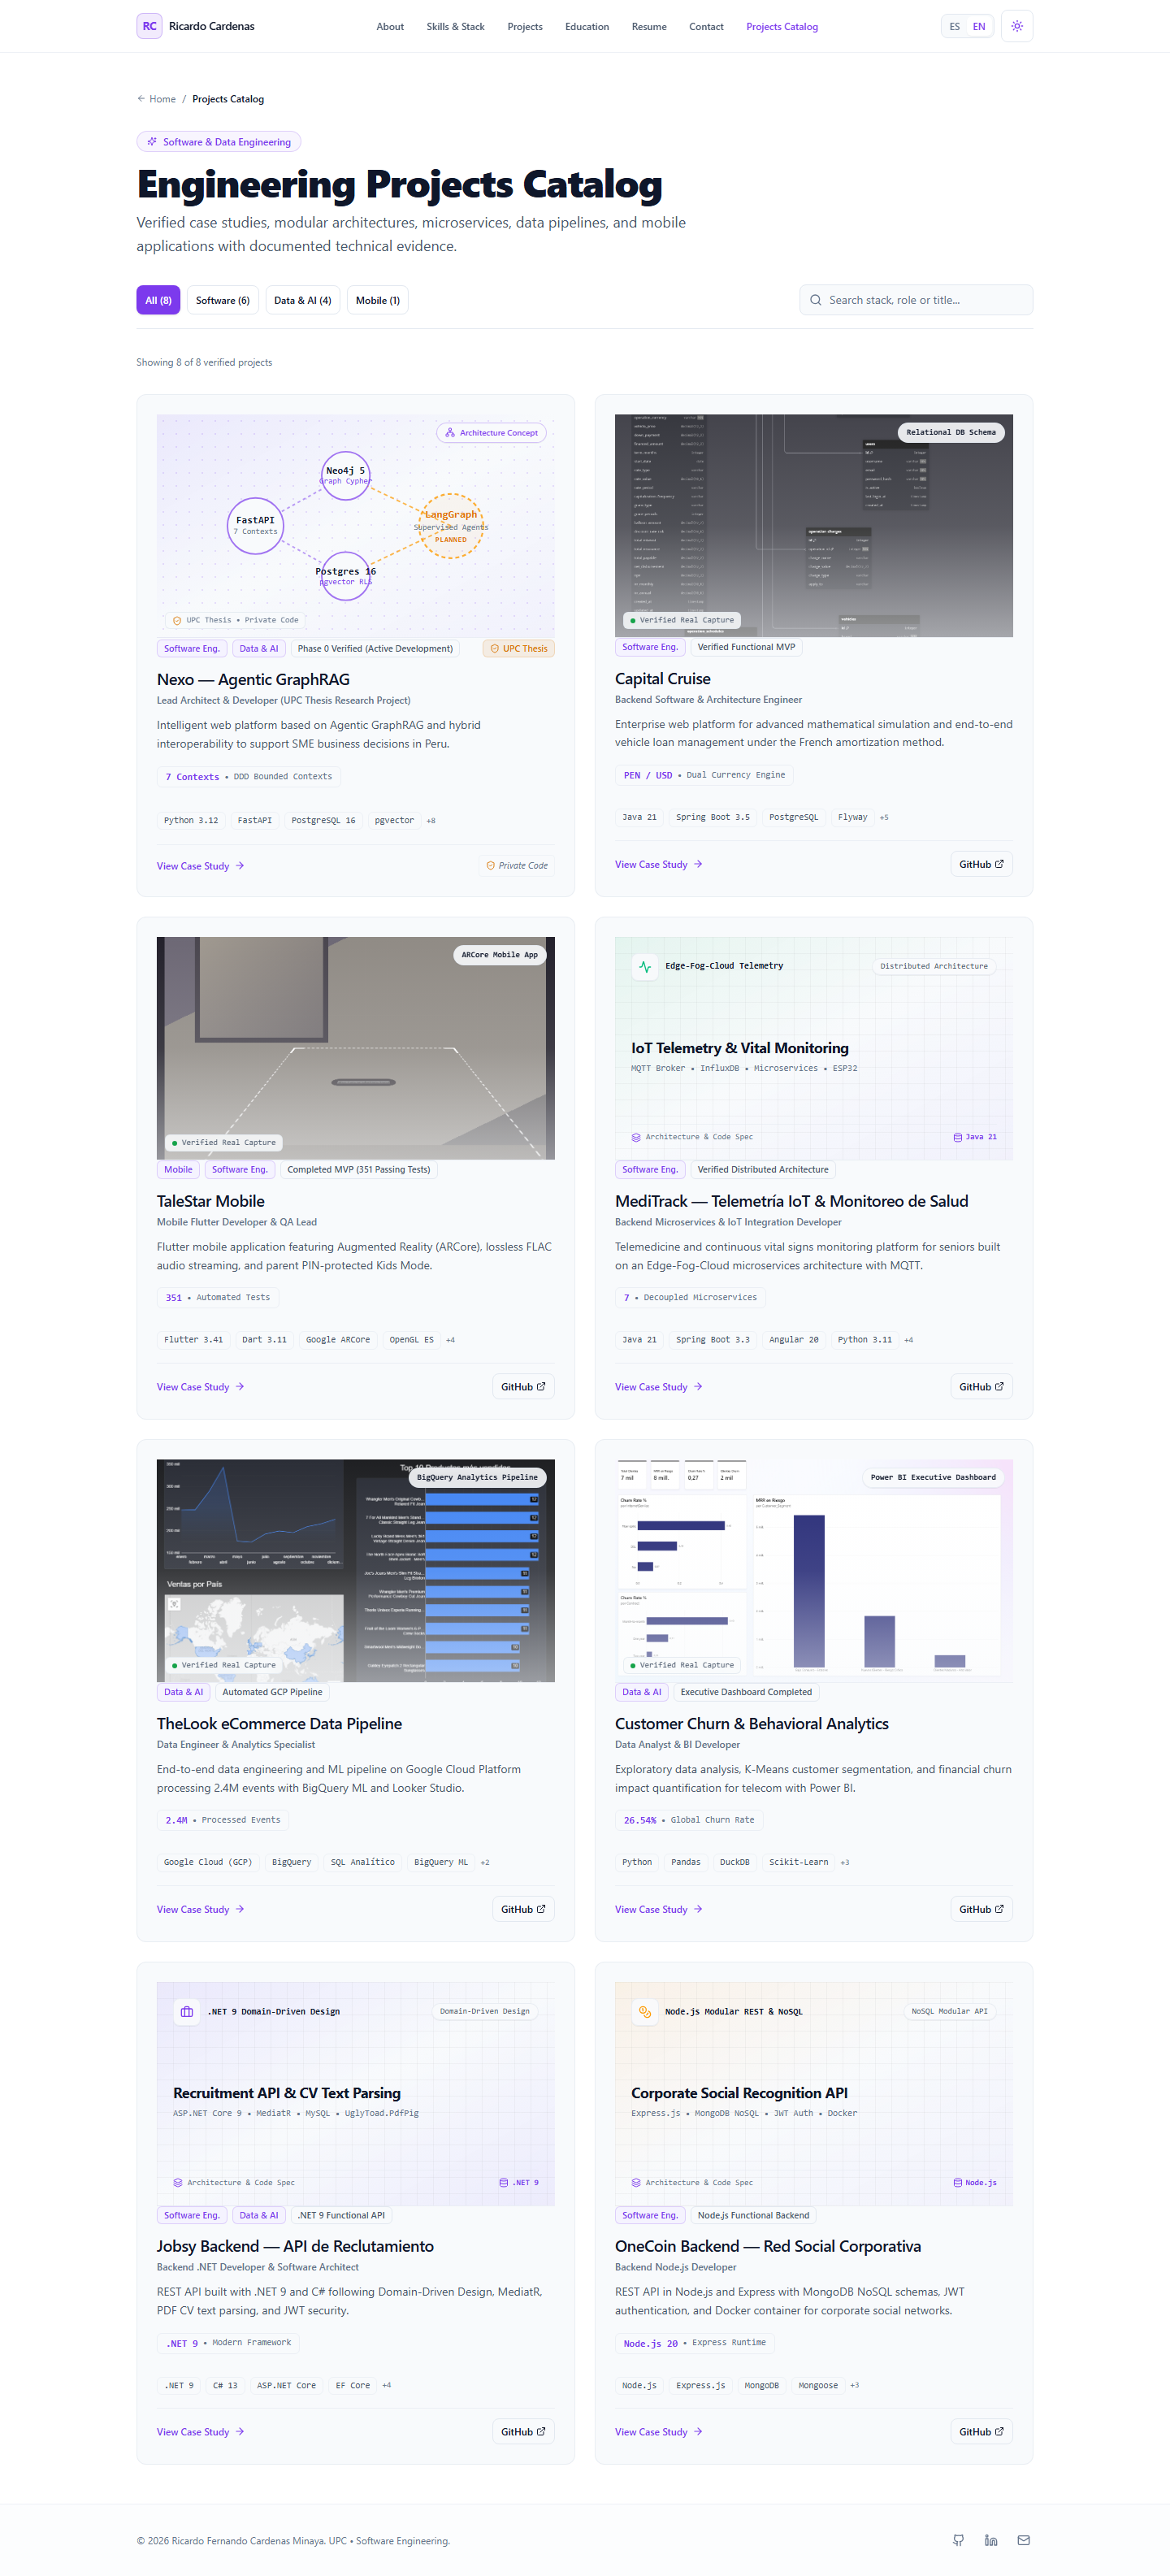 RC Ricardo Cardenas
About
Skills & Stack
Projects
Education
Resume
Contact
Projects Catalog
ES EN
Home / Projects Catalog
Software & Data Engineering
Engineering Projects Catalog
Verified case studies, modular architectures, microservices, data pipelines, and mobile
applications with documented technical evidence.
All (8)
Software (6)
Data & AI (4)
Mobile (1)
Search stack, role or title...
Showing 8 of 8 verified projects
Architecture Concept
Neo4j 5
Graph Cypher
FastAPI
7 Contexts
LangGraph
Supervised Agents
PLANNED
Postgres 16
pgvector RLS
UPC Thesis • Private Code
Software Eng.
Data & AI
Phase 0 Verified (Active Development)
UPC Thesis
Nexo — Agentic GraphRAG
Lead Architect & Developer (UPC Thesis Research Project)
Intelligent web platform based on Agentic GraphRAG and hybrid
interoperability to support SME business decisions in Peru.
7 Contexts • DDD Bounded Contexts
Python 3.12
FastAPI
PostgreSQL 16
pgvector
+8
View Case Study
Private Code
Relational DB Schema
Verified Real Capture
Software Eng.
Verified Functional MVP
Capital Cruise
Backend Software & Architecture Engineer
Enterprise web platform for advanced mathematical simulation and end-to-end
vehicle loan management under the French amortization method.
PEN / USD • Dual Currency Engine
Java 21
Spring Boot 3.5
PostgreSQL
Flyway
+5
View Case Study
GitHub
ARCore Mobile App
Verified Real Capture
Mobile
Software Eng.
Completed MVP (351 Passing Tests)
TaleStar Mobile
Mobile Flutter Developer & QA Lead
Flutter mobile application featuring Augmented Reality (ARCore), lossless FLAC
audio streaming, and parent PIN-protected Kids Mode.
351 • Automated Tests
Flutter 3.41
Dart 3.11
Google ARCore
OpenGL ES
+4
View Case Study
GitHub
Edge-Fog-Cloud Telemetry
Distributed Architecture
IoT Telemetry & Vital Monitoring
MQTT Broker • InfluxDB • Microservices • ESP32
Architecture & Code Spec
Java 21
Software Eng.
Verified Distributed Architecture
MediTrack — Telemetría IoT & Monitoreo de Salud
Backend Microservices & IoT Integration Developer
Telemedicine and continuous vital signs monitoring platform for seniors built
on an Edge-Fog-Cloud microservices architecture with MQTT.
7 • Decoupled Microservices
Java 21
Spring Boot 3.3
Angular 20
Python 3.11
+4
View Case Study
GitHub
BigQuery Analytics Pipeline
Ventas por País
Verified Real Capture
Data & AI
Automated GCP Pipeline
TheLook eCommerce Data Pipeline
Data Engineer & Analytics Specialist
End-to-end data engineering and ML pipeline on Google Cloud Platform
processing 2.4M events with BigQuery ML and Looker Studio.
2.4M • Processed Events
Google Cloud (GCP)
BigQuery
SQL Analítico
BigQuery ML
+2
View Case Study
GitHub
Power BI Executive Dashboard
7 mil
8 mill.
0.27
2 mil
Churn Rate %
MRR en Riesgo
Churn Rate %
Verified Real Capture
Data & AI
Executive Dashboard Completed
Customer Churn & Behavioral Analytics
Data Analyst & BI Developer
Exploratory data analysis, K-Means customer segmentation, and financial churn
impact quantification for telecom with Power BI.
26.54% • Global Churn Rate
Python
Pandas
DuckDB
Scikit-Learn
+3
View Case Study
GitHub
.NET 9 Domain-Driven Design
Domain-Driven Design
Recruitment API & CV Text Parsing
ASP.NET Core 9 • MediatR • MySQL • UglyToad.PdfPig
Architecture & Code Spec
.NET 9
Software Eng.
Data & AI
.NET 9 Functional API
Jobsy Backend — API de Reclutamiento
Backend .NET Developer & Software Architect
REST API built with .NET 9 and C# following Domain-Driven Design, MediatR,
PDF CV text parsing, and JWT security.
.NET 9 • Modern Framework
.NET 9
C# 13
ASP.NET Core
EF Core
+4
View Case Study
GitHub
Node.js Modular REST & NoSQL
NoSQL Modular API
Corporate Social Recognition API
Express.js • MongoDB NoSQL • JWT Auth • Docker
Architecture & Code Spec
Node.js
Software Eng.
Node.js Functional Backend
OneCoin Backend — Red Social Corporativa
Backend Node.js Developer
REST API in Node.js and Express with MongoDB NoSQL schemas, JWT
authentication, and Docker container for corporate social networks.
Node.js 20 • Express Runtime
Node.js
Express.js
MongoDB
Mongoose
+3
View Case Study
GitHub
© 2026 Ricardo Fernando Cardenas Minaya. UPC • Software Engineering.